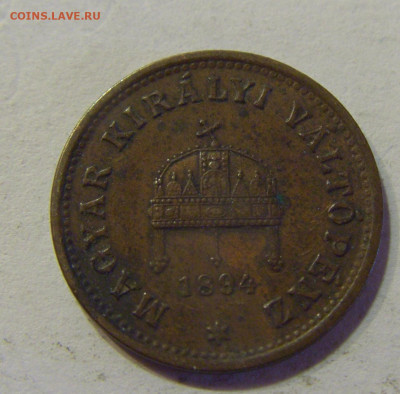 COINS.LAVE.RU
MAGYAR KIRÁLYI VÁLTÓPÉNZ
1894